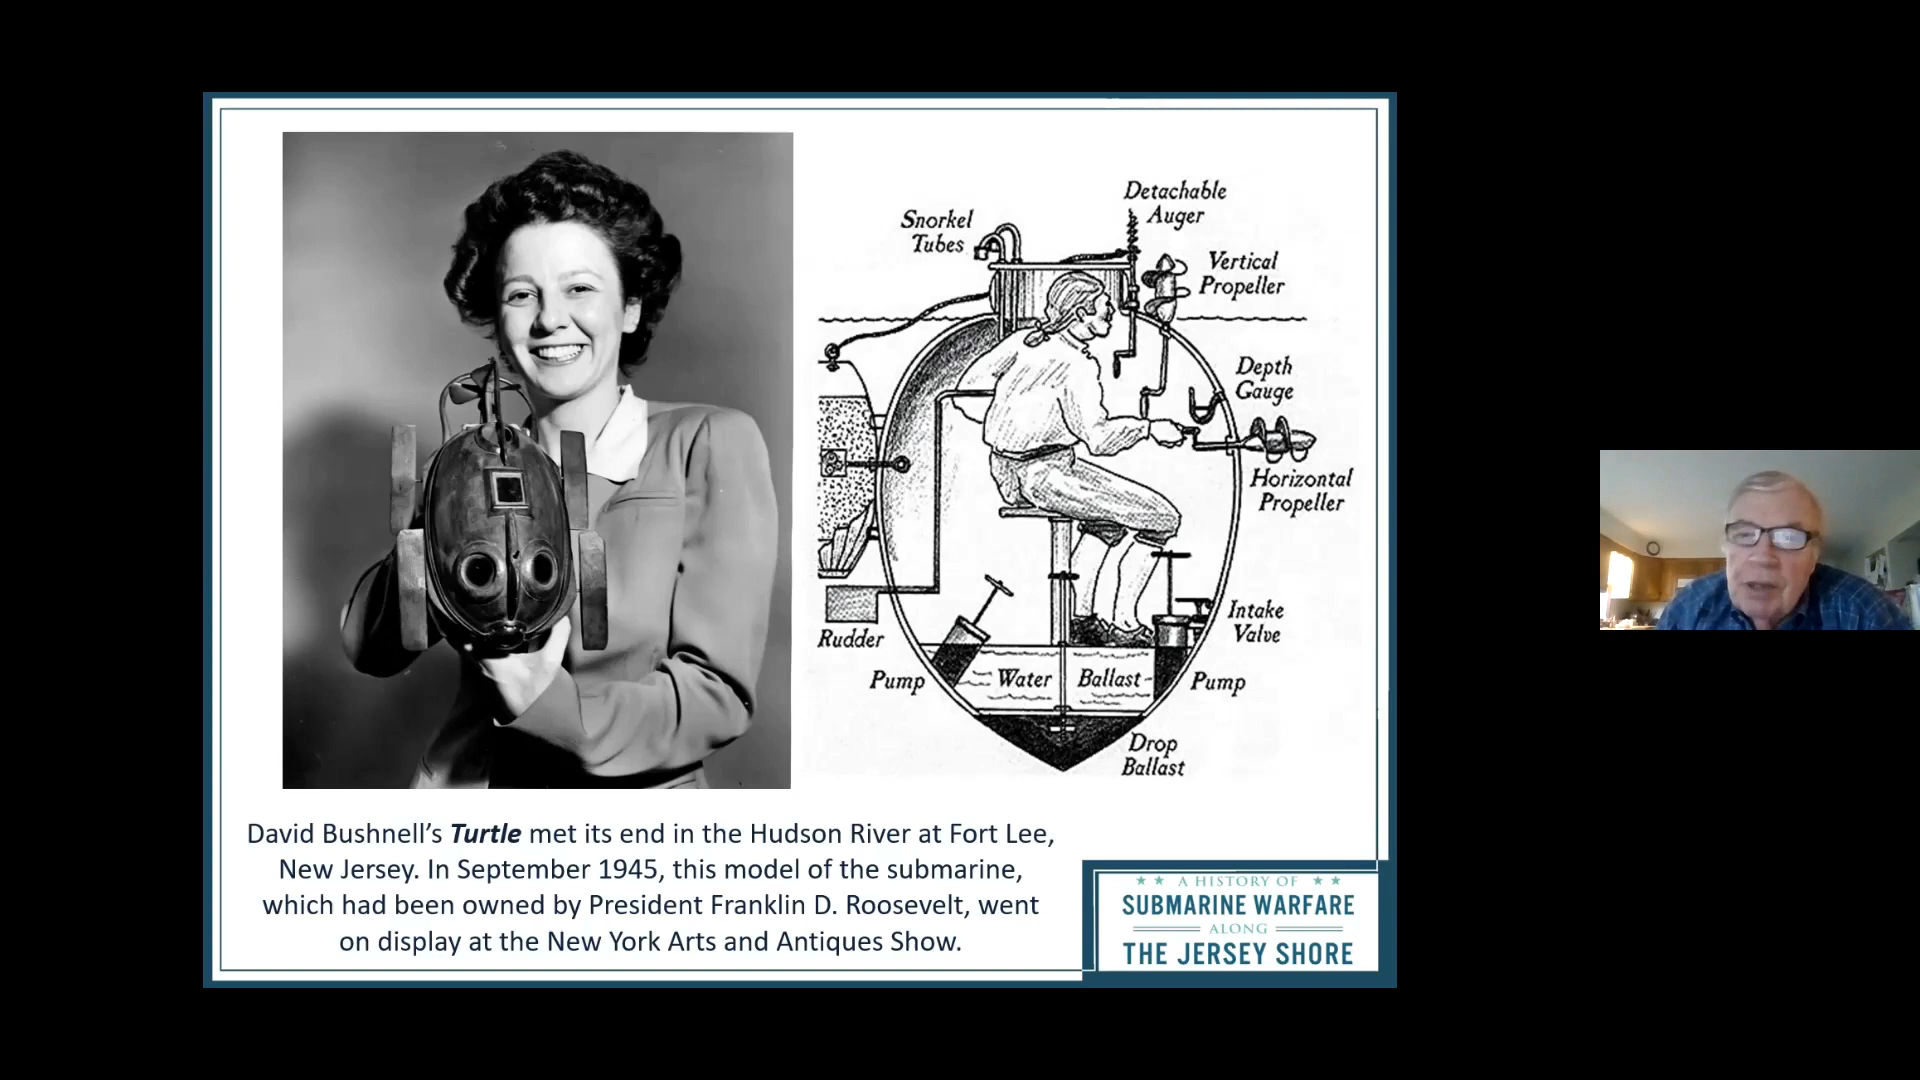 Detachable
Auger
Snorkel
Tubes
Vertical
Propeller
Depth
Gauge
Horizontal
Propeller
Intake
Valve
Rudder
Pump
Water
Ballast
Pump
Drop
Ballast
David Bushnell’s Turtle met its end in the Hudson River at Fort Lee,
New Jersey. In September 1945, this model of the submarine,
which had been owned by President Franklin D. Roosevelt, went
on display at the New York Arts and Antiques Show.
★ ★ A HISTORY OF ★ ★
SUBMARINE WARFARE
ALONG
THE JERSEY SHORE